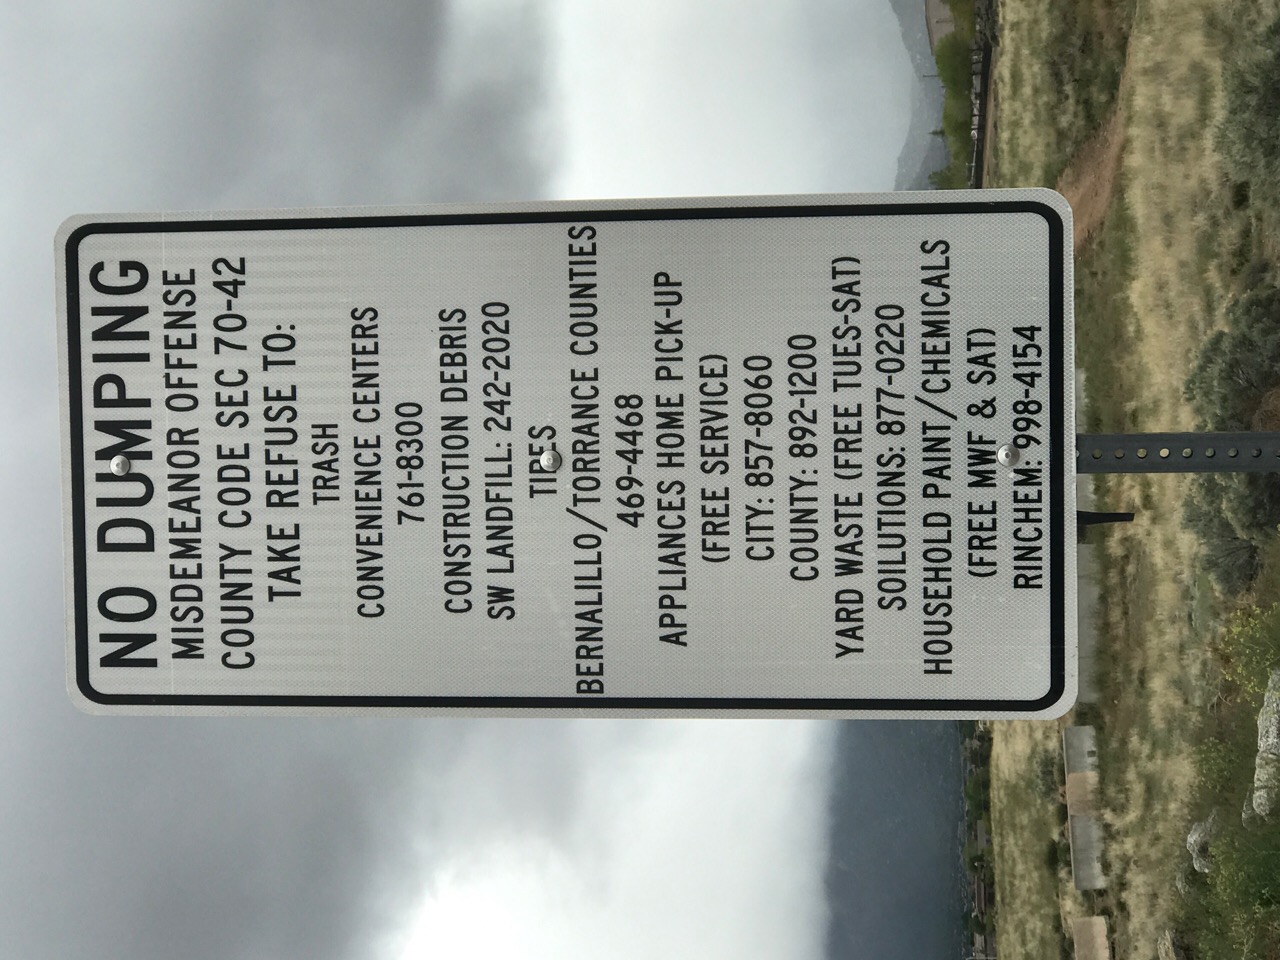 NO DUMPING
MISDEMEANOR OFFENSE
COUNTY CODE SEC 70-42
TAKE REFUSE TO:
TRASH
CONVENIENCE CENTERS
761-8300
CONSTRUCTION DEBRIS
SW LANDFILL: 242-2020
TIRES
BERNALILLO/TORRANCE COUNTIES
469-4468
APPLIANCES HOME PICK-UP
(FREE SERVICE)
CITY: 857-8060
COUNTY: 892-1200
YARD WASTE (FREE TUES-SAT)
SOILUTIONS: 877-0220
HOUSEHOLD PAINT/CHEMICALS
(FREE MWF & SAT)
RINCHEM: 998-4154